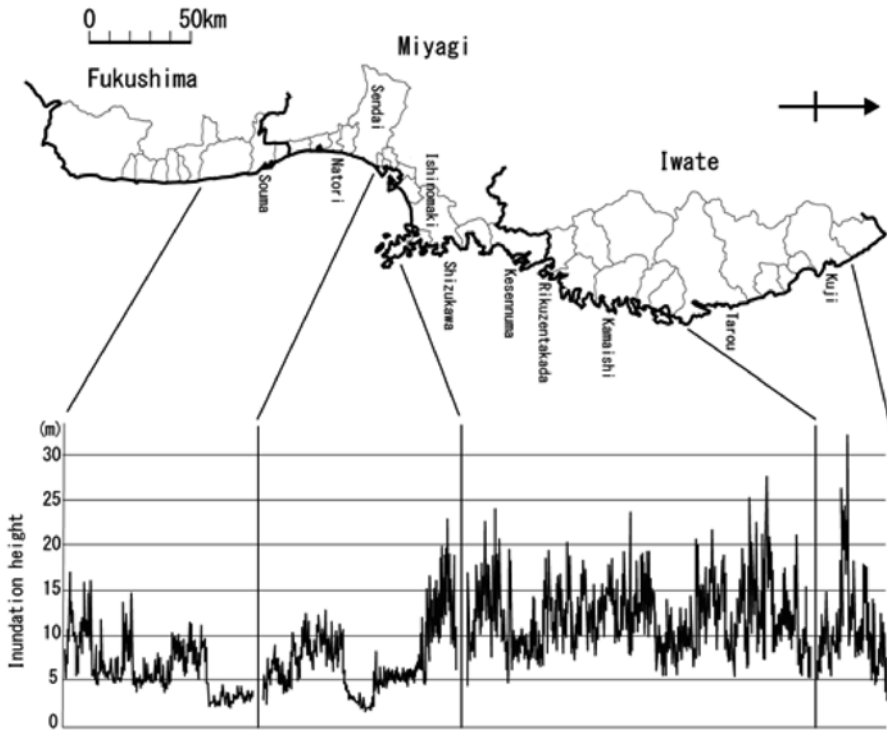 0 50km
Miyagi
Fukushima
Sendai
Iwate
Souma
Natori
Ishinomaki
Shizukawa
Kesennuma
Rikuzentakada
Kamaishi
Tarou
Kuji
(m)
30
25
20
15
10
5
0
Inundation height